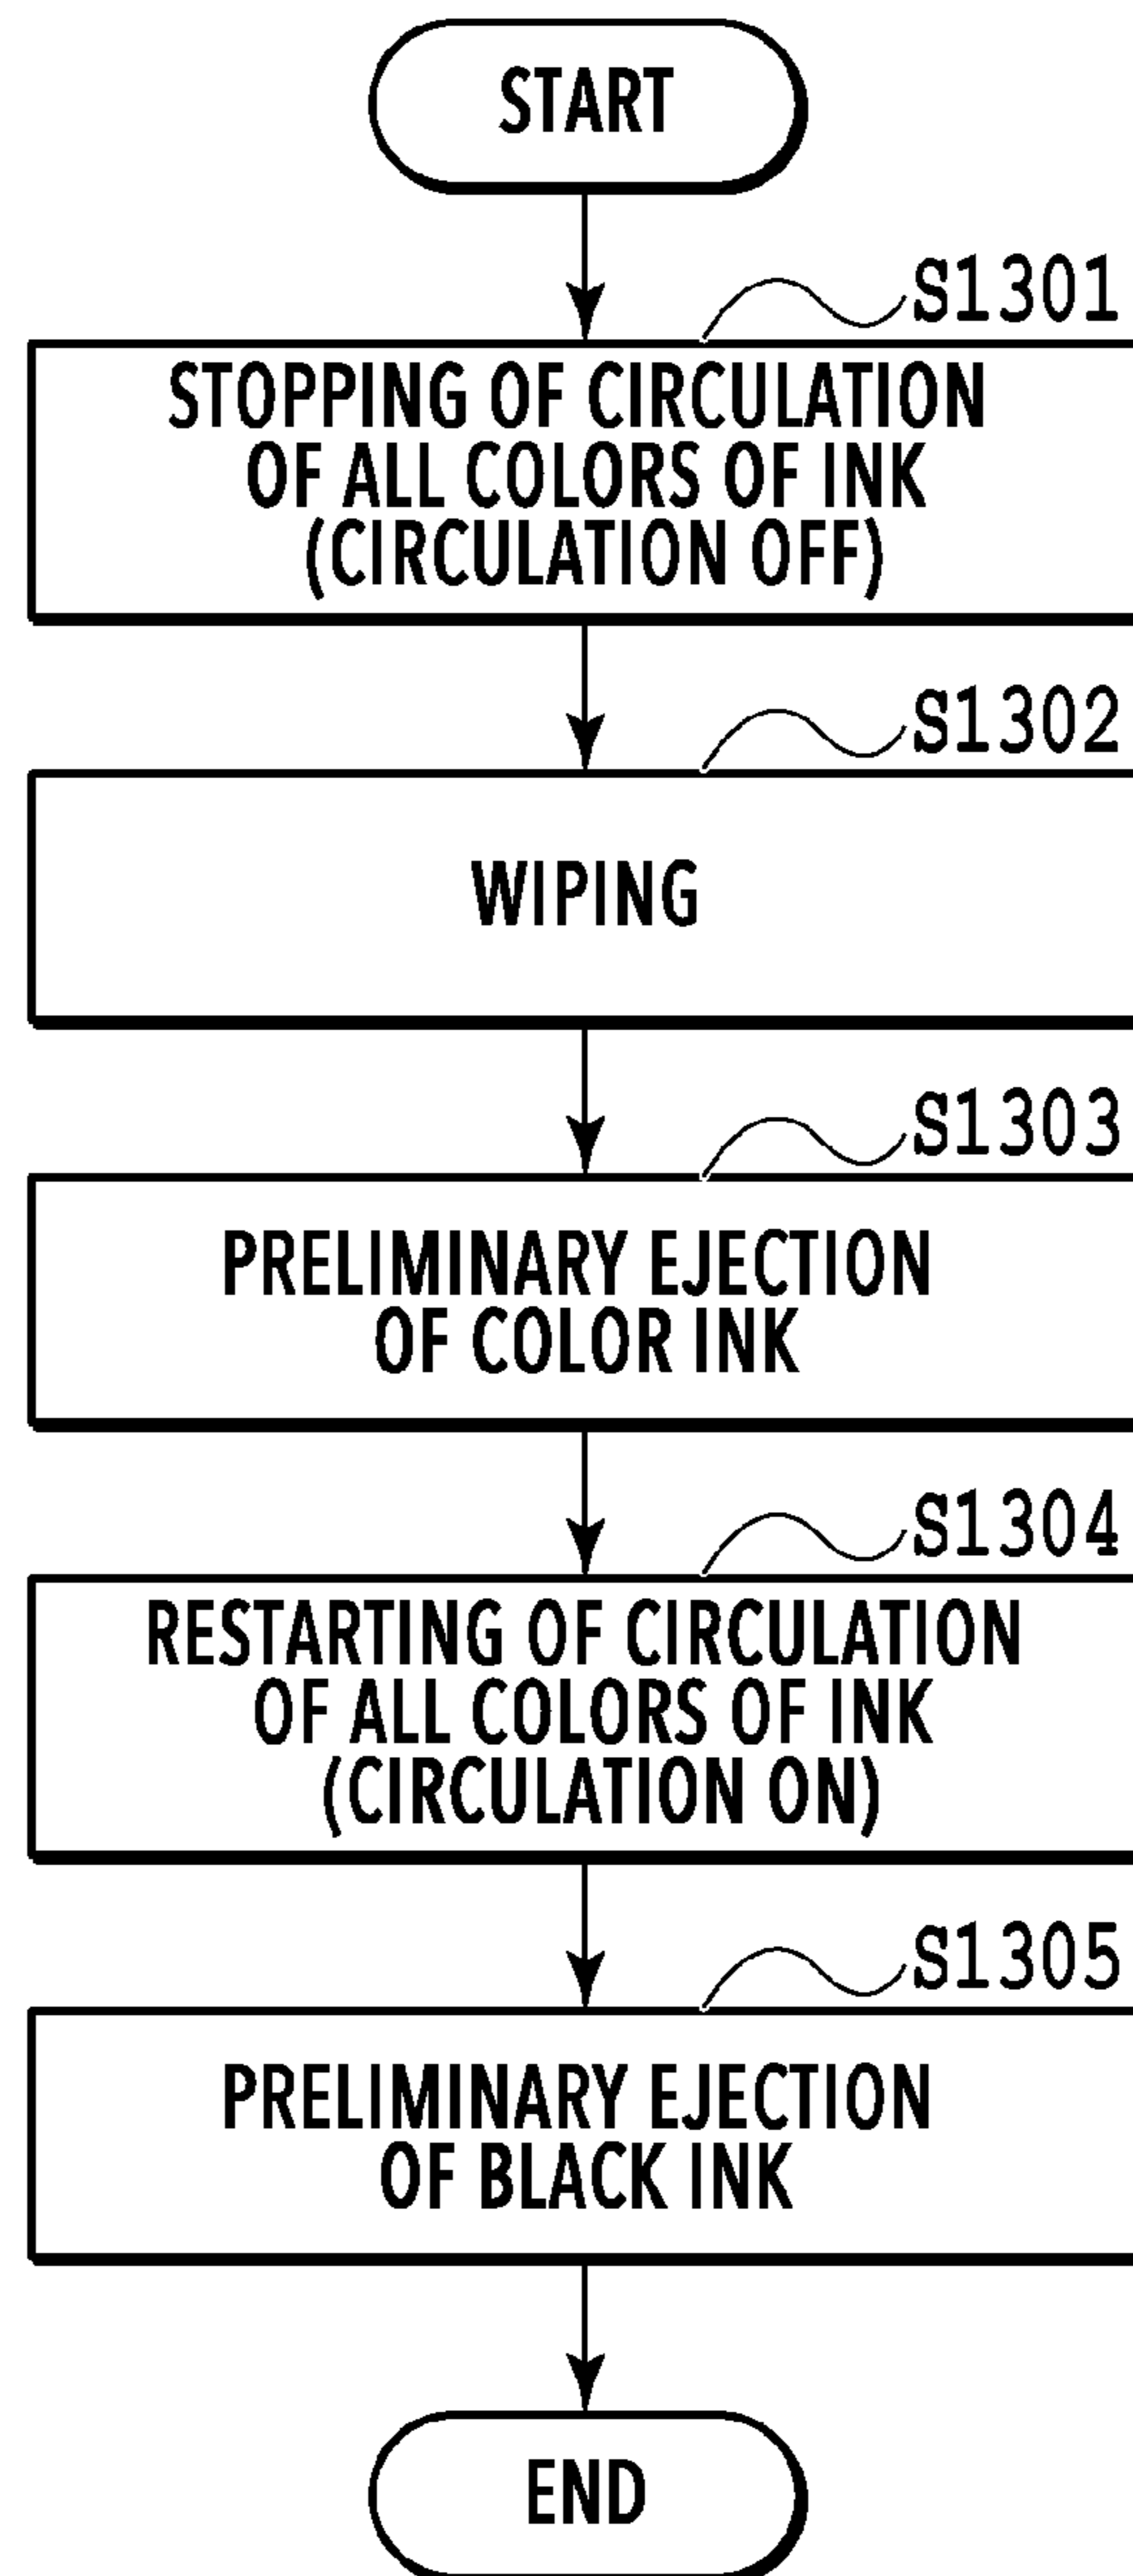 START
S1301
STOPPING OF CIRCULATION
OF ALL COLORS OF INK
(CIRCULATION OFF)
S1302
WIPING
S1303
PRELIMINARY EJECTION
OF COLOR INK
S1304
RESTARTING OF CIRCULATION
OF ALL COLORS OF INK
(CIRCULATION ON)
S1305
PRELIMINARY EJECTION
OF BLACK INK
END